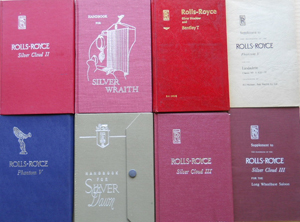 ROLLS-ROYCE
Silver Cloud II
HANDBOOK
SILVER
WRAITH
Rolls-Royce
Silver Shadow
and
Bentley T
ROLLS-ROYCE
ROLLS-ROYCE
Phantom V
HANDBOOK
FOR
SILVER
Dawn
ROLLS-ROYCE
Silver Cloud III
Supplement to
ROLLS-ROYCE
Silver Cloud III
FOR THE
Long Wheelbase Saloon